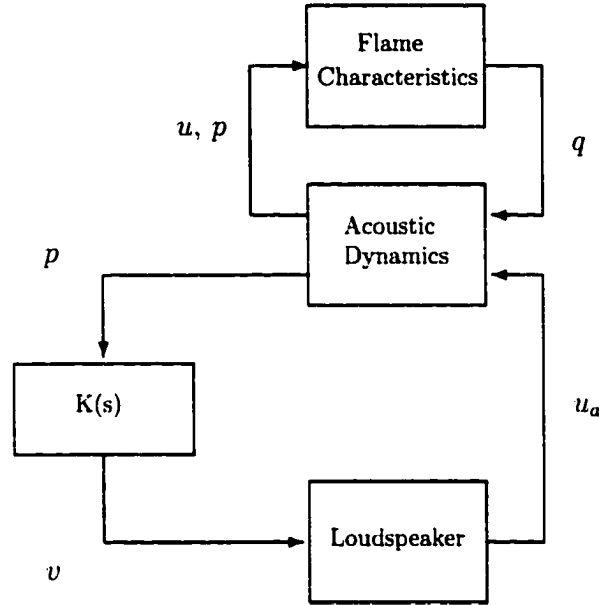 Flame
Characteristics
u, p
q
Acoustic
Dynamics
p
K(s)
u_a
Loudspeaker
v